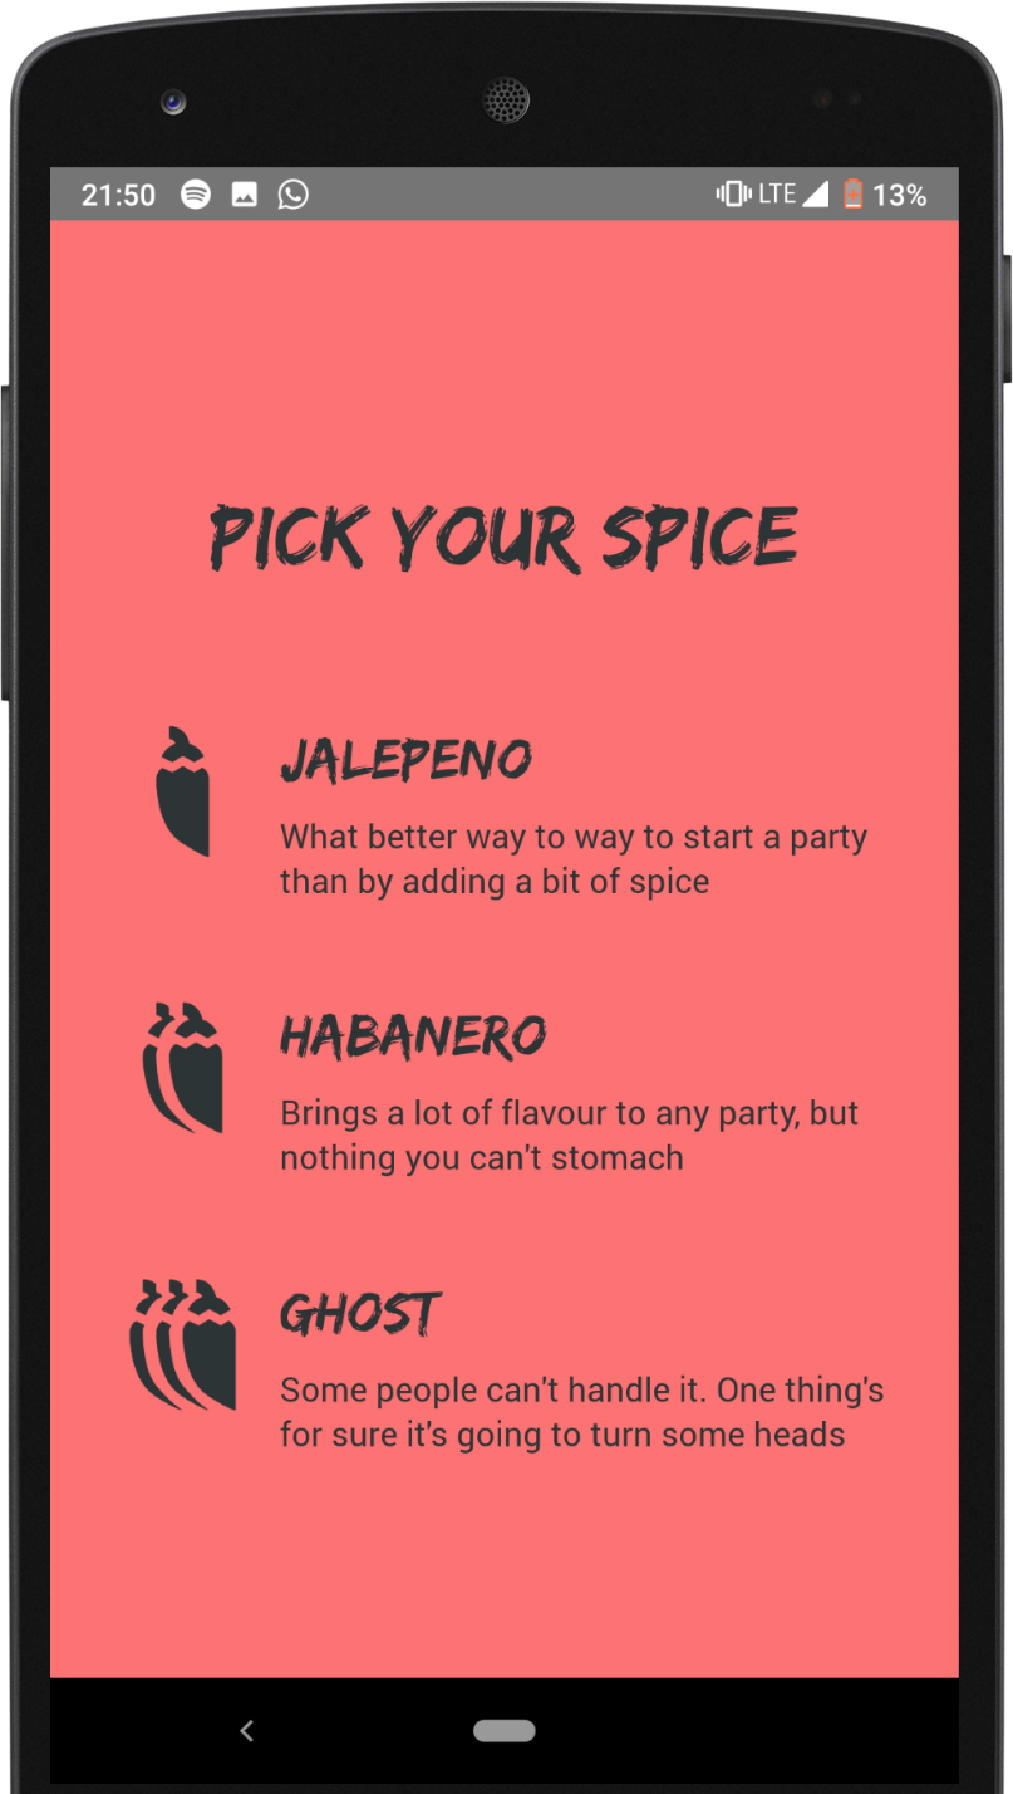 21:50 LTE 13%
PICK YOUR SPICE
JALEPENO
What better way to way to start a party
than by adding a bit of spice
HABANERO
Brings a lot of flavour to any party, but
nothing you can't stomach
GHOST
Some people can't handle it. One thing's
for sure it's going to turn some heads